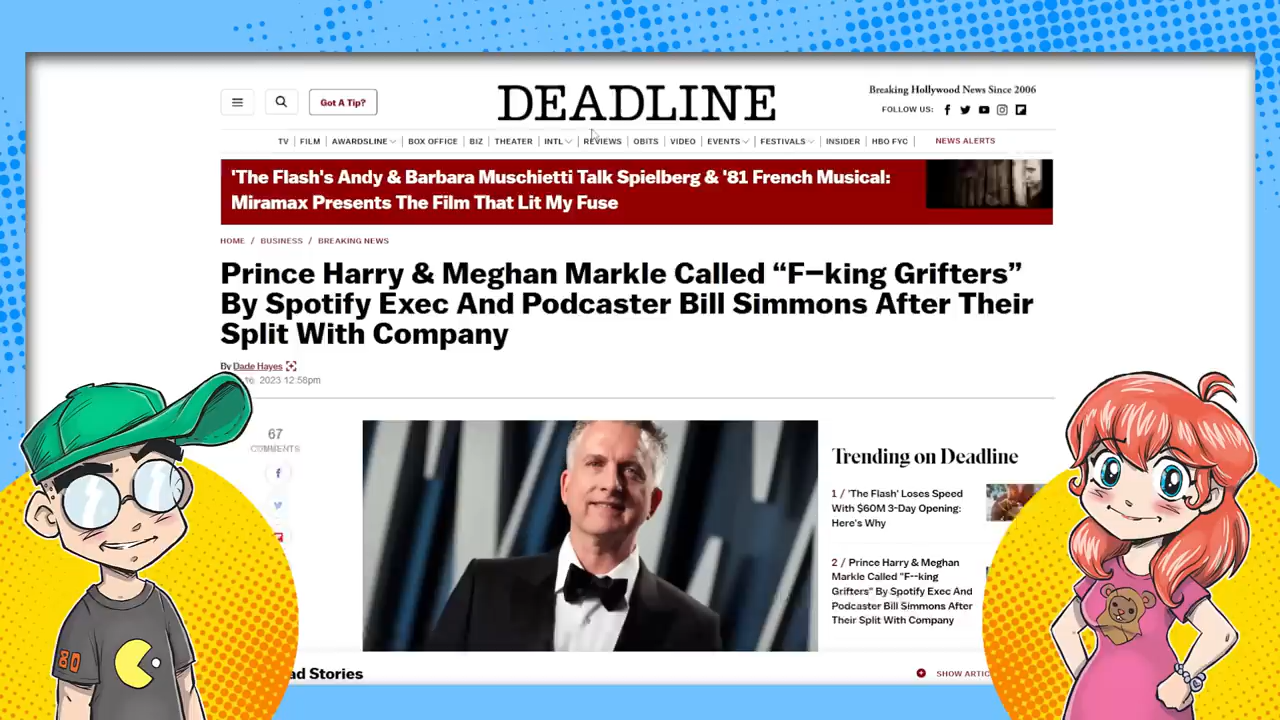 Got A Tip?
DEADLINE
Breaking Hollywood News Since 2006
FOLLOW US:
TV | FILM | AWARDSLINE | BOX OFFICE | BIZ | THEATER | INTL | REVIEWS | OBITS | VIDEO | EVENTS | FESTIVALS | INSIDER | HBO FYC |
NEWS ALERTS
'The Flash's Andy & Barbara Muschietti Talk Spielberg & '81 French Musical:
Miramax Presents The Film That Lit My Fuse
HOME / BUSINESS / BREAKING NEWS
Prince Harry & Meghan Markle Called “F—king Grifters”
By Spotify Exec And Podcaster Bill Simmons After Their
Split With Company
By Dade Hayes
2023 12:58pm
67
COMMENTS
Trending on Deadline
1 / 'The Flash' Loses Speed
With $60M 3-Day Opening:
Here's Why
2 / Prince Harry & Meghan
Markle Called "F--king
Grifters" By Spotify Exec And
Podcaster Bill Simmons After
Their Split With Company
Stories
SHOW
80